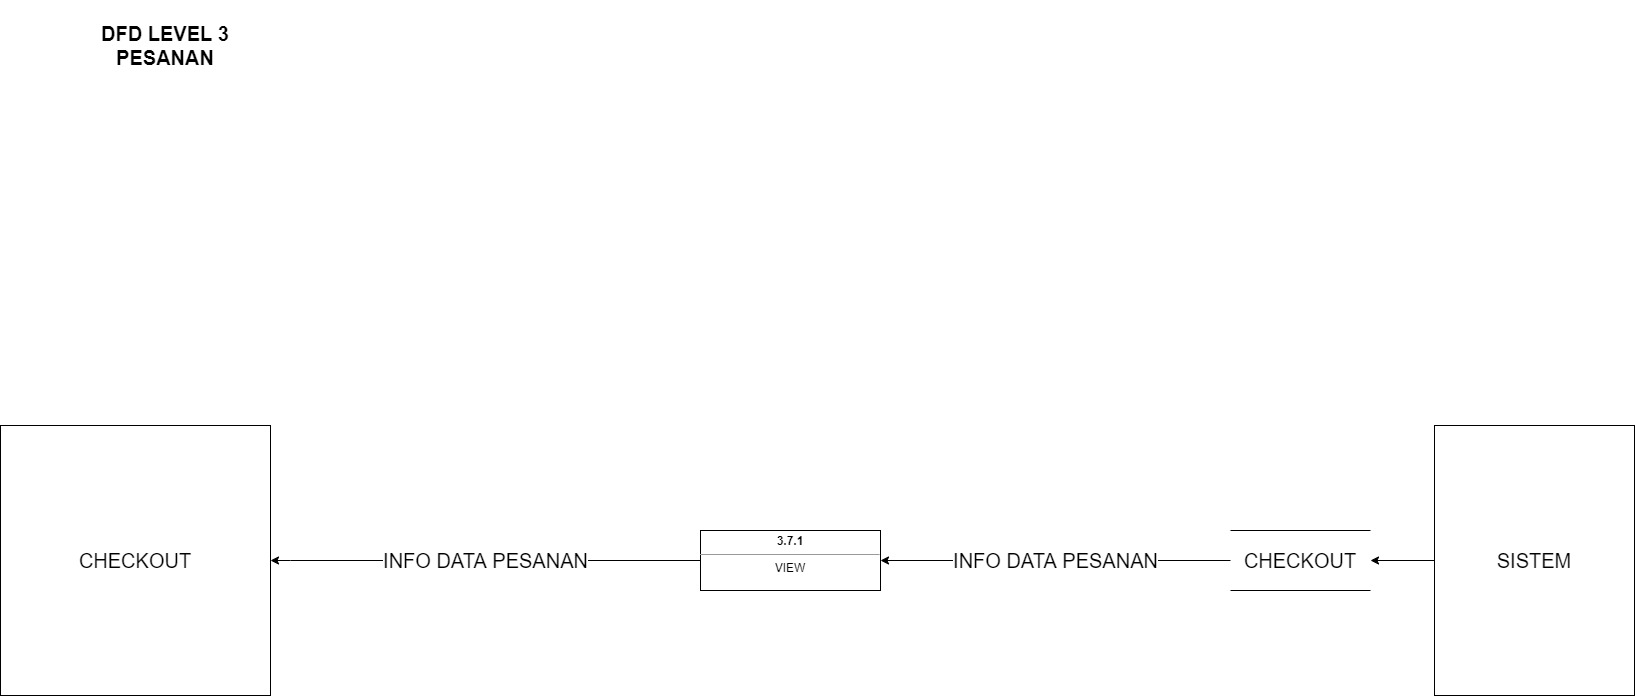 DFD LEVEL 3
PESANAN
CHECKOUT
INFO DATA PESANAN
3.7.1
VIEW
INFO DATA PESANAN
CHECKOUT
SISTEM